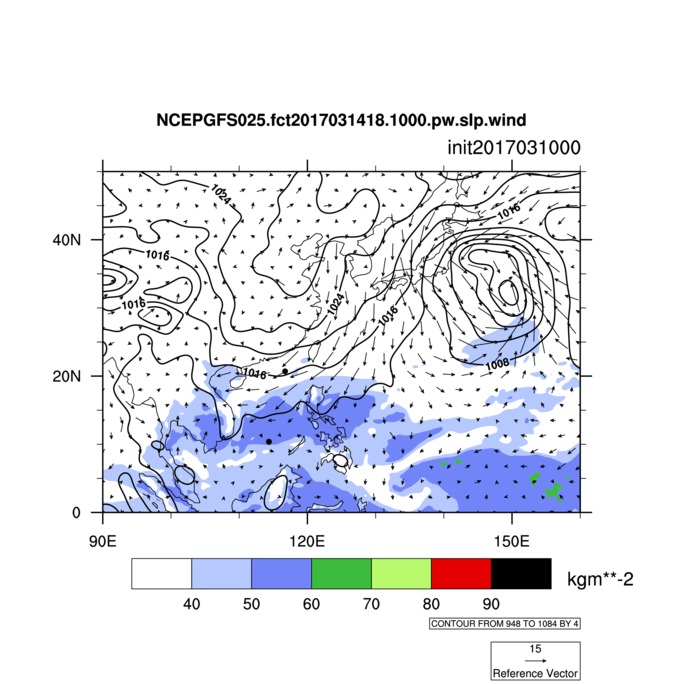 NCEPGFS025.fct2017031418.1000.pw.slp.wind
init2017031000
1024
1016
1016
40N
1016
1024
1016
1008
1016
20N
0
90E 120E 150E
40 50 60 70 80 90
kgm**-2
CONTOUR FROM 948 TO 1084 BY 4
15
Reference Vector